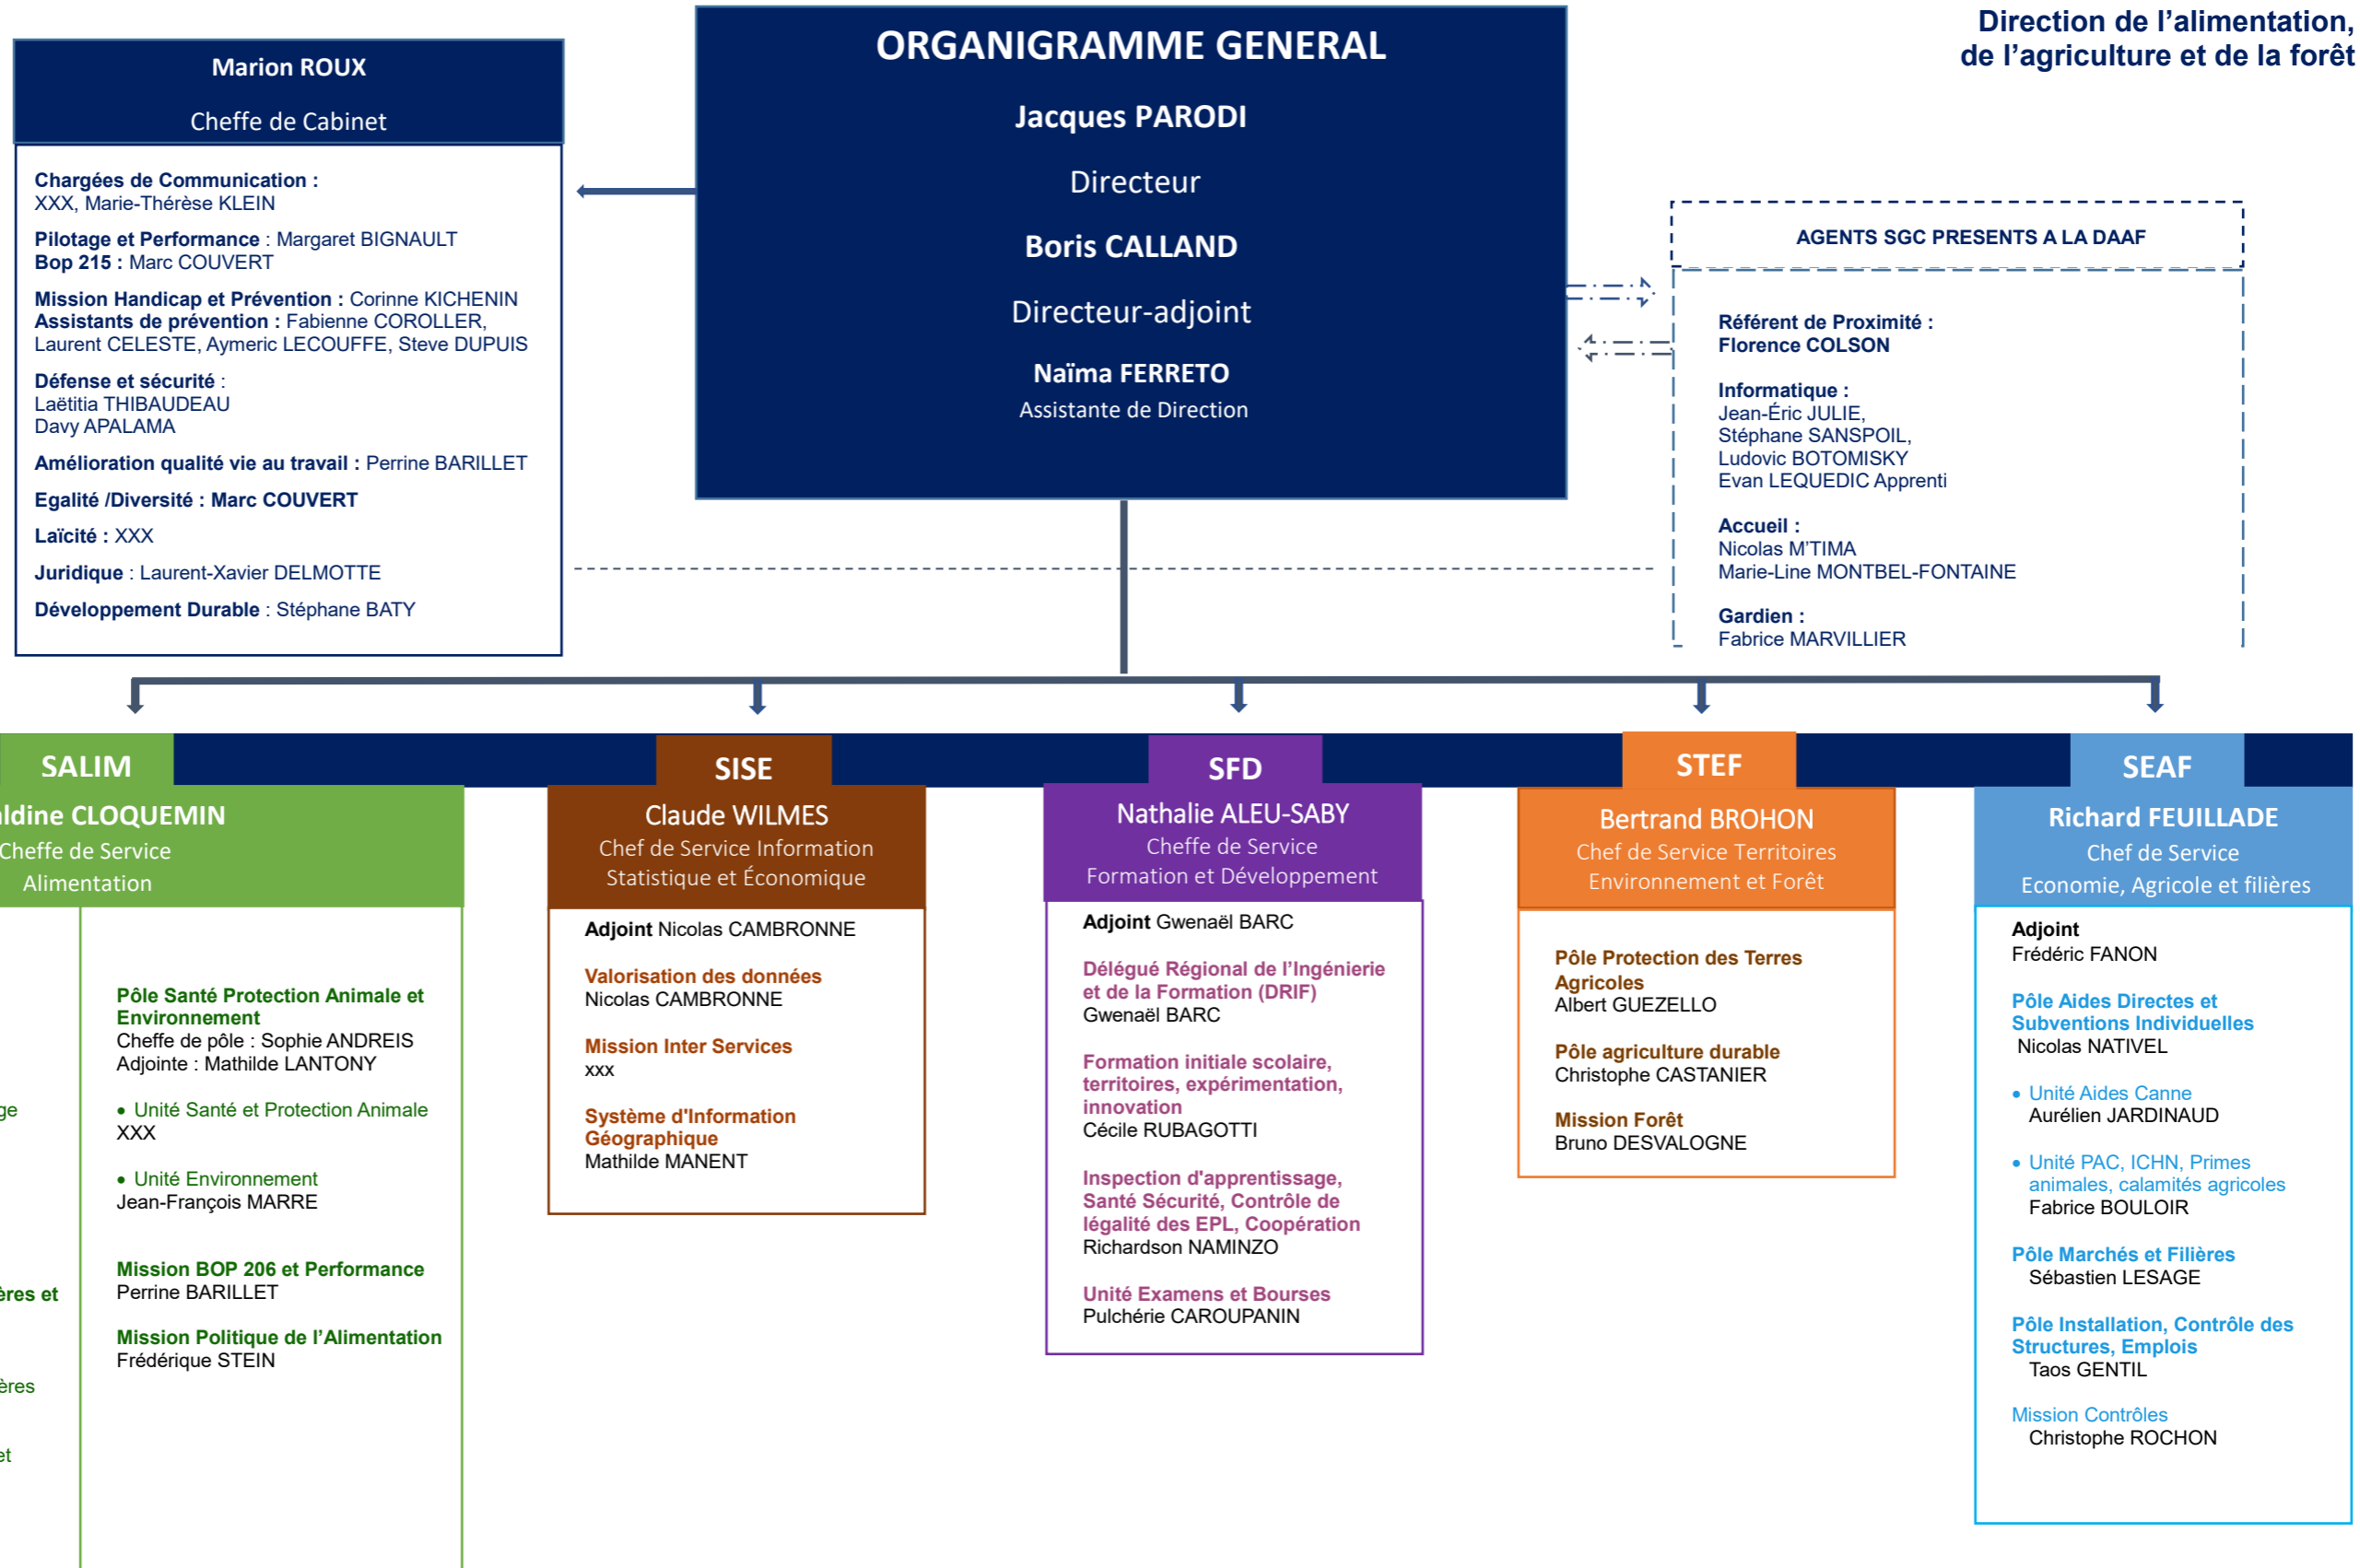 Direction de l’alimentation,
de l’agriculture et de la forêt
ORGANIGRAMME GENERAL
Jacques PARODI
Directeur
Boris CALLAND
Directeur-adjoint
Naïma FERRETO
Assistante de Direction
Marion ROUX
Cheffe de Cabinet
Chargées de Communication :
XXX, Marie-Thérèse KLEIN
Pilotage et Performance : Margaret BIGNAULT
Bop 215 : Marc COUVERT
Mission Handicap et Prévention : Corinne KICHENIN
Assistants de prévention : Fabienne COROLLER,
Laurent CELESTE, Aymeric LECOUFFE, Steve DUPUIS
Défense et sécurité :
Laëtitia THIBAUDEAU
Davy APALAMA
Amélioration qualité vie au travail : Perrine BARILLET
Egalité /Diversité : Marc COUVERT
Laïcité : XXX
Juridique : Laurent-Xavier DELMOTTE
Développement Durable : Stéphane BATY
AGENTS SGC PRESENTS A LA DAAF
Référent de Proximité :
Florence COLSON
Informatique :
Jean-Éric JULIE,
Stéphane SANSPOIL,
Ludovic BOTOMISKY
Evan LEQUEDIC Apprenti
Accueil :
Nicolas M’TIMA
Marie-Line MONTBEL-FONTAINE
Gardien :
Fabrice MARVILLIER
SALIM
ldine CLOQUEMIN
Cheffe de Service
Alimentation
ge
ères et
ères
et
Pôle Santé Protection Animale et
Environnement
Cheffe de pôle : Sophie ANDREIS
Adjointe : Mathilde LANTONY
• Unité Santé et Protection Animale
XXX
• Unité Environnement
Jean-François MARRE
Mission BOP 206 et Performance
Perrine BARILLET
Mission Politique de l’Alimentation
Frédérique STEIN
SISE
Claude WILMES
Chef de Service Information
Statistique et Économique
Adjoint Nicolas CAMBRONNE
Valorisation des données
Nicolas CAMBRONNE
Mission Inter Services
xxx
Système d'Information
Géographique
Mathilde MANENT
SFD
Nathalie ALEU-SABY
Cheffe de Service
Formation et Développement
Adjoint Gwenaël BARC
Délégué Régional de l’Ingénierie
et de la Formation (DRIF)
Gwenaël BARC
Formation initiale scolaire,
territoires, expérimentation,
innovation
Cécile RUBAGOTTI
Inspection d'apprentissage,
Santé Sécurité, Contrôle de
légalité des EPL, Coopération
Richardson NAMINZO
Unité Examens et Bourses
Pulchérie CAROUPANIN
STEF
Bertrand BROHON
Chef de Service Territoires
Environnement et Forêt
Pôle Protection des Terres
Agricoles
Albert GUEZELLO
Pôle agriculture durable
Christophe CASTANIER
Mission Forêt
Bruno DESVALOGNE
SEAF
Richard FEUILLADE
Chef de Service
Economie, Agricole et filières
Adjoint
Frédéric FANON
Pôle Aides Directes et
Subventions Individuelles
Nicolas NATIVEL
• Unité Aides Canne
Aurélien JARDINAUD
• Unité PAC, ICHN, Primes
animales, calamités agricoles
Fabrice BOULOIR
Pôle Marchés et Filières
Sébastien LESAGE
Pôle Installation, Contrôle des
Structures, Emplois
Taos GENTIL
Mission Contrôles
Christophe ROCHON